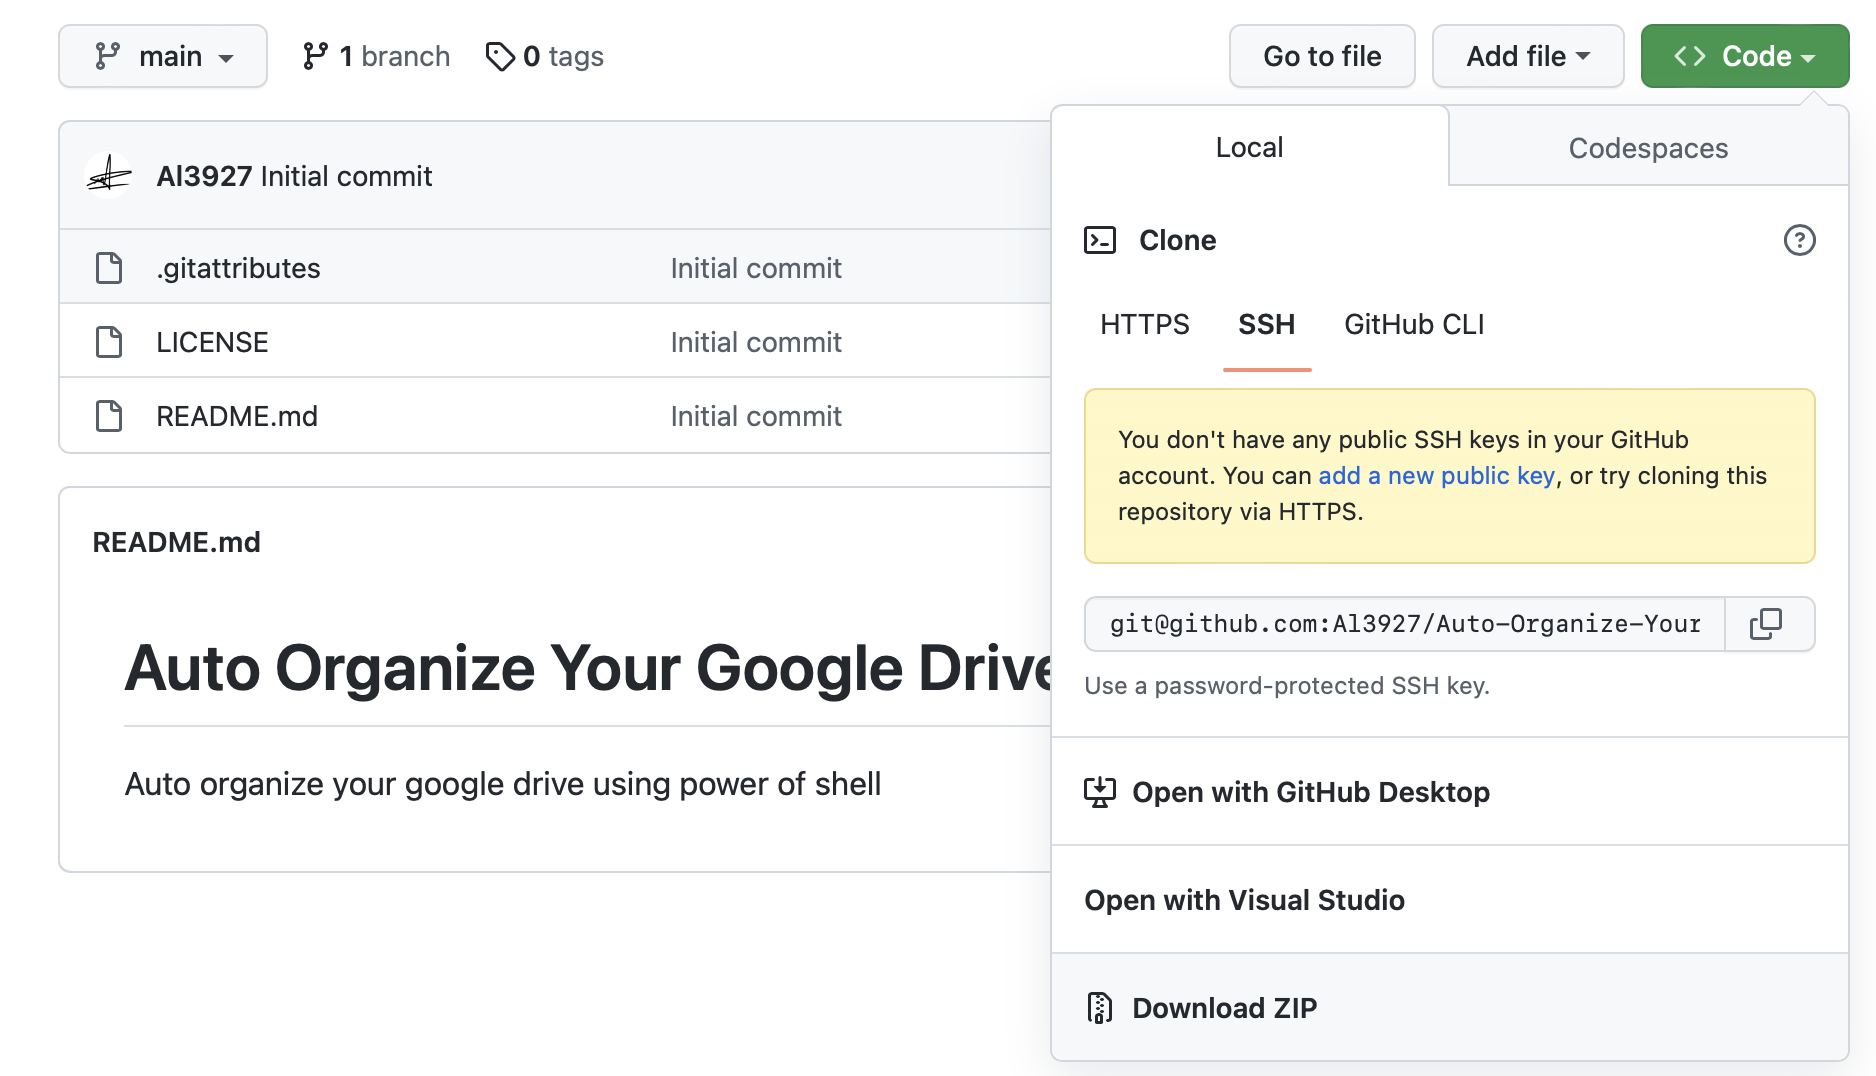 main
1 branch
0 tags
Go to file
Add file
Code
Al3927 Initial commit
.gitattributes Initial commit
LICENSE Initial commit
README.md Initial commit
README.md
Auto Organize Your Google Drive
Auto organize your google drive using power of shell
Local
Codespaces
Clone
HTTPS
SSH
GitHub CLI
You don't have any public SSH keys in your GitHub
account. You can add a new public key, or try cloning this
repository via HTTPS.
git@github.com:Al3927/Auto-Organize-Your
Use a password-protected SSH key.
Open with GitHub Desktop
Open with Visual Studio
Download ZIP